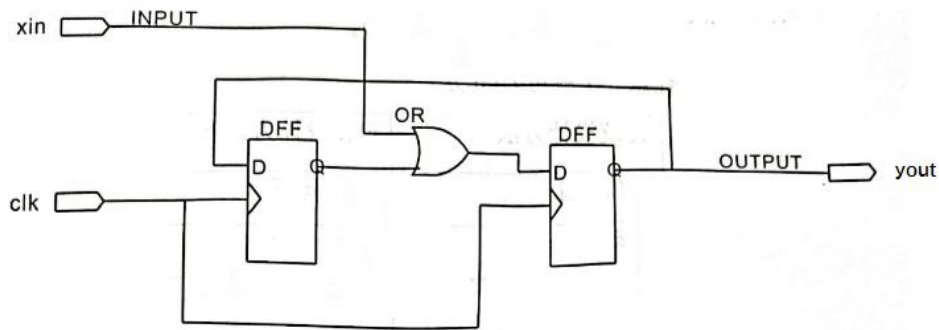 xin
INPUT
OR
DFF
DFF
D
Q
D
Q
OUTPUT
yout
clk